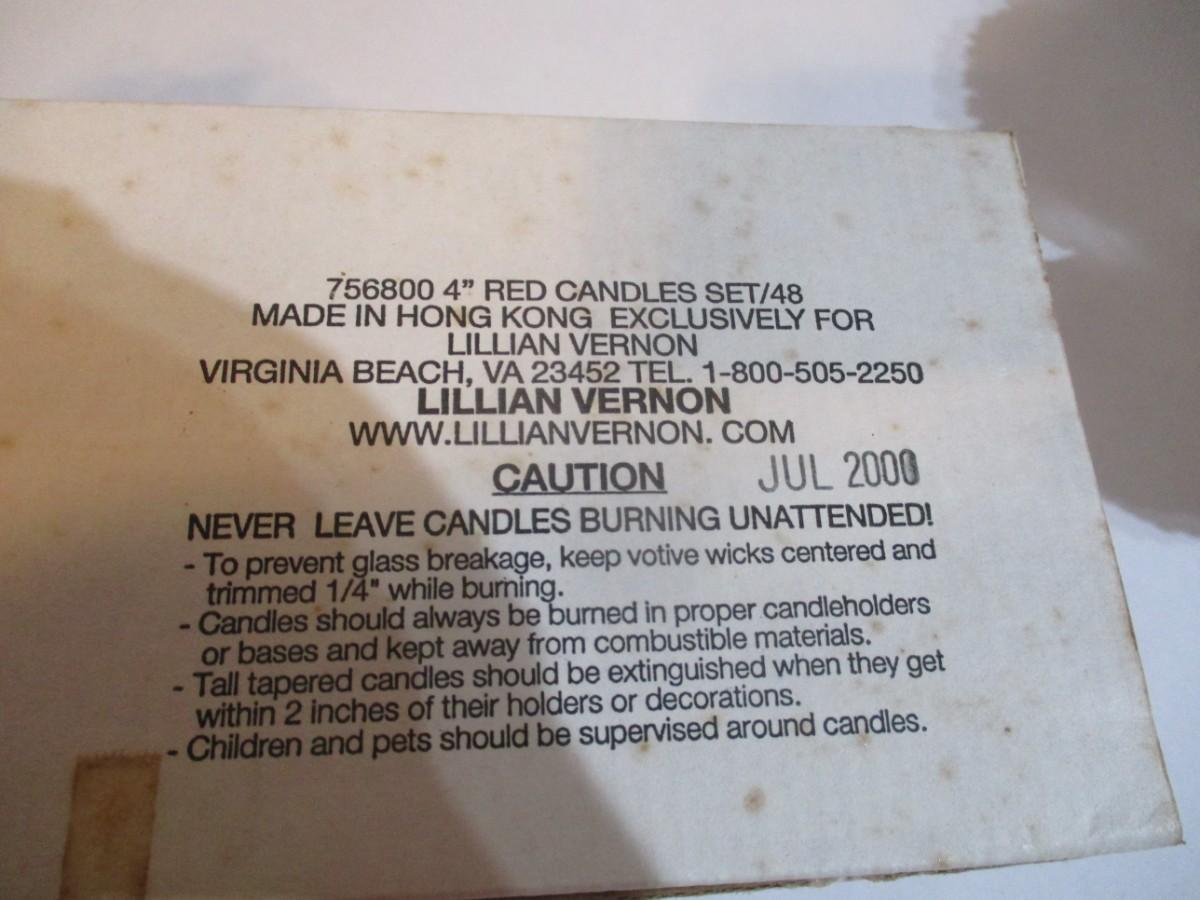 756800 4” RED CANDLES SET/48
MADE IN HONG KONG EXCLUSIVELY FOR
LILLIAN VERNON
VIRGINIA BEACH, VA 23452 TEL. 1-800-505-2250
LILLIAN VERNON
WWW.LILLIANVERNON. COM
CAUTION JUL 2000
NEVER LEAVE CANDLES BURNING UNATTENDED!
- To prevent glass breakage, keep votive wicks centered and
trimmed 1/4" while burning.
- Candles should always be burned in proper candleholders
or bases and kept away from combustible materials.
- Tall tapered candles should be extinguished when they get
within 2 inches of their holders or decorations.
- Children and pets should be supervised around candles.